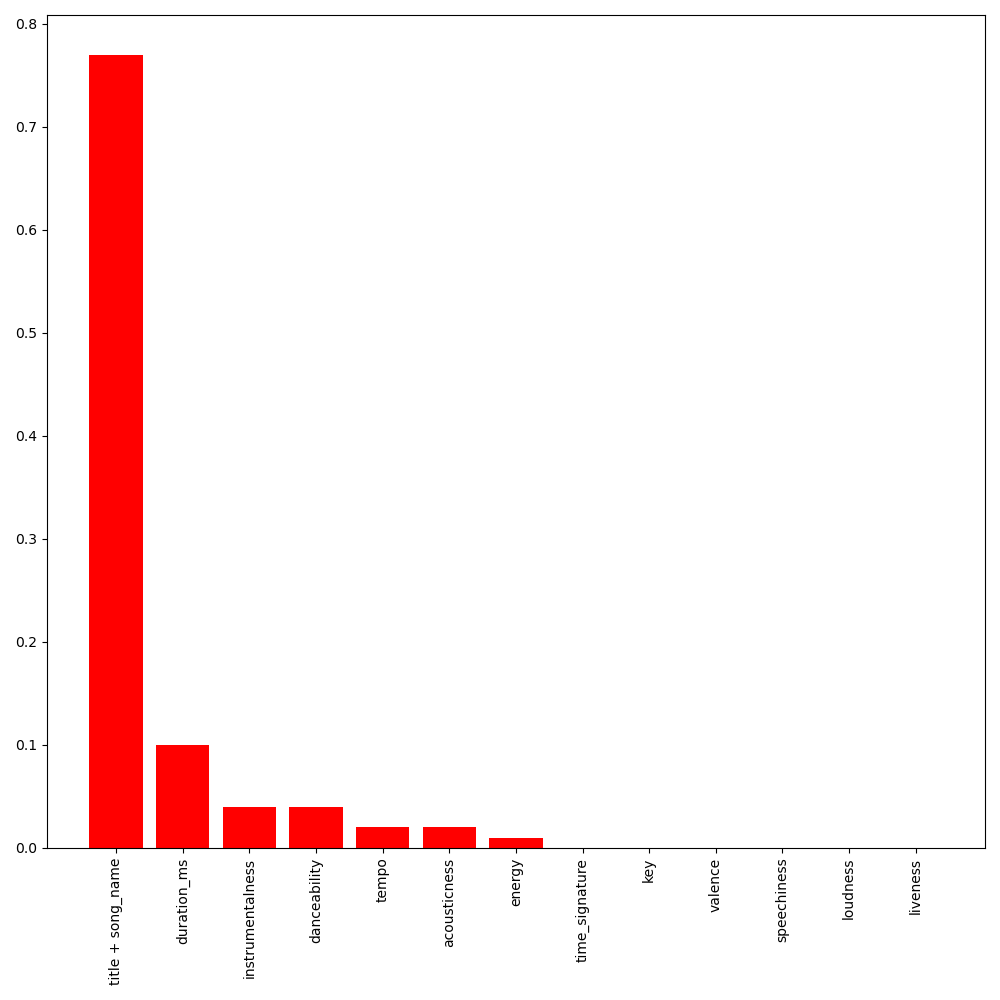 0.8
0.7
0.6
0.5
0.4
0.3
0.2
0.1
0.0
title + song_name
duration_ms
instrumentalness
danceability
tempo
acousticness
energy
time_signature
key
valence
speechiness
loudness
liveness